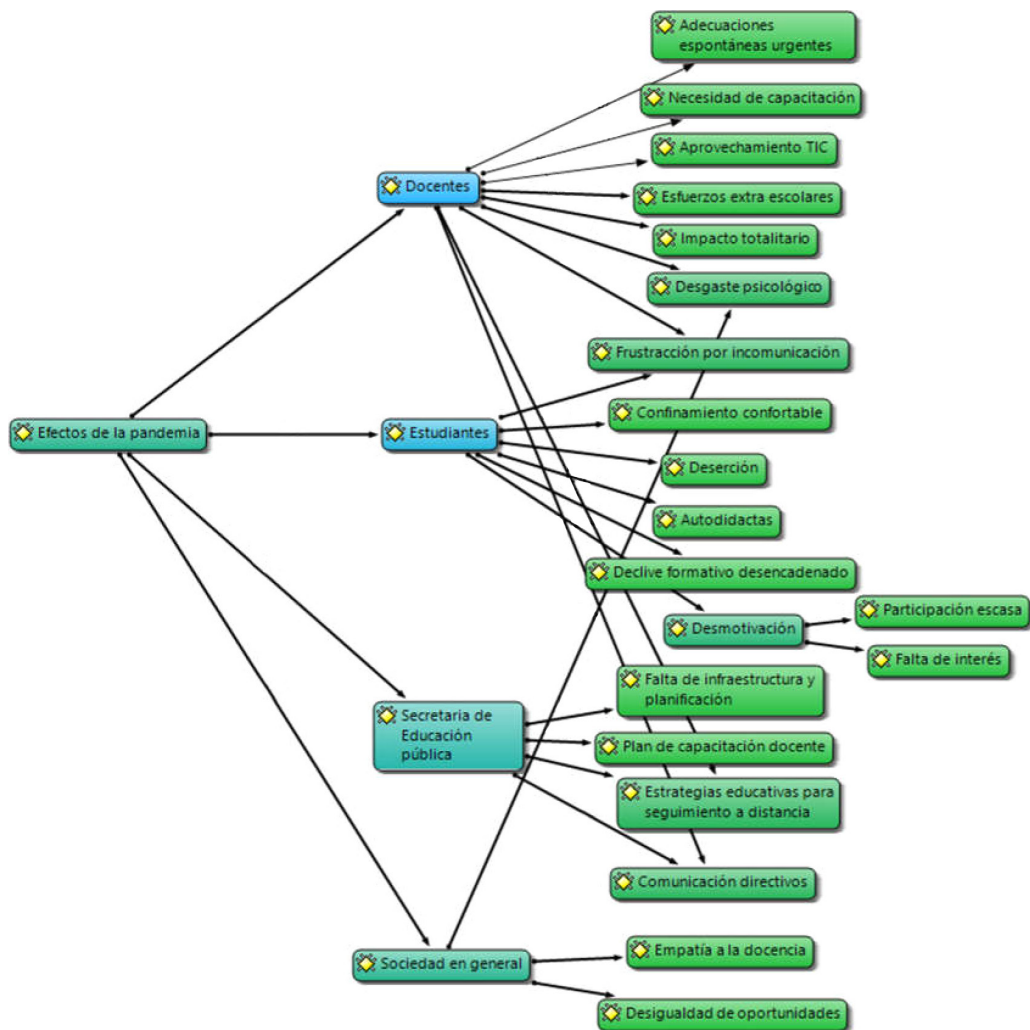 Adecuaciones
espontáneas urgentes
Necesidad de capacitación
Aprovechamiento TIC
Docentes
Esfuerzos extra escolares
Impacto totalitario
Desgaste psicológico
Frustracción por incomunicación
Confinamiento confortable
Efectos de la pandemia
Estudiantes
Deserción
Autodidactas
Declive formativo desencadenado
Participación escasa
Desmotivación
Falta de interés
Falta de infraestructura y
planificación
Secretaria de
Educación
pública
Plan de capacitación docente
Estrategias educativas para
seguimiento a distancia
Comunicación directivos
Empatía a la docencia
Sociedad en general
Desigualdad de oportunidades